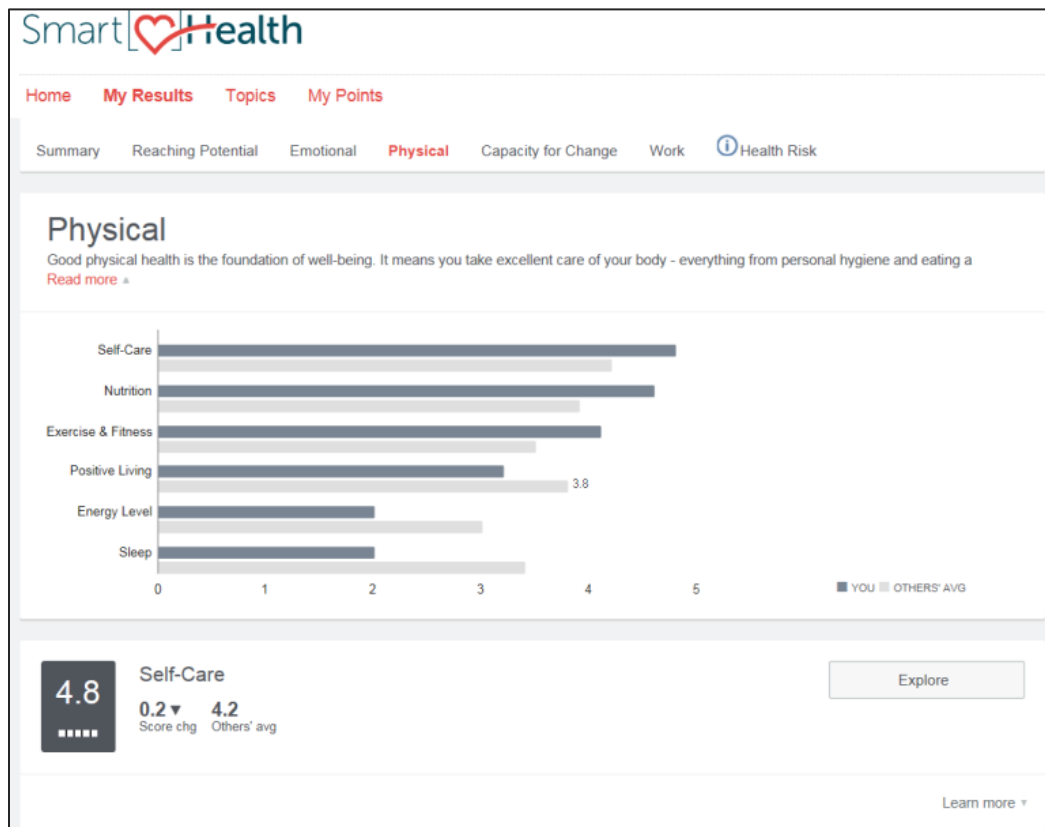 Smart Health
Home My Results Topics My Points
Summary Reaching Potential Emotional Physical Capacity for Change Work i Health Risk
Physical
Good physical health is the foundation of well-being. It means you take excellent care of your body - everything from personal hygiene and eating a
Read more
Self-Care
Nutrition
Exercise & Fitness
Positive Living
3.8
Energy Level
Sleep
0 1 2 3 4 5
YOU OTHERS' AVG
4.8
Self-Care
0.2 4.2
Score chg Others' avg
Explore
Learn more